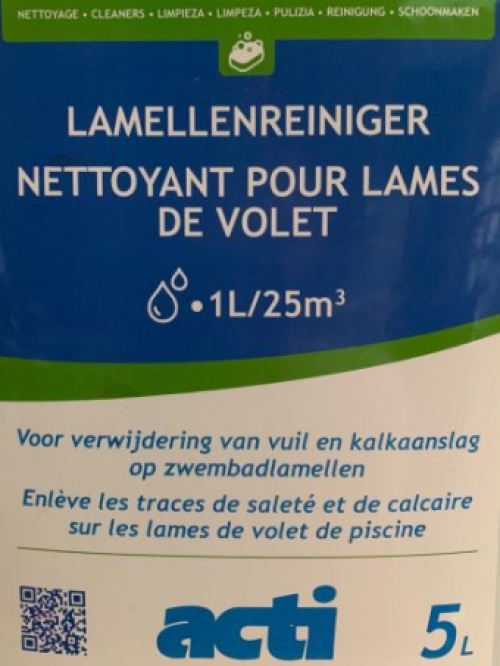 NETTOYAGE • CLEANERS • LIMPIEZA • LIMPEZA • PULIZIA • REINIGUNG • SCHOONMAKEN
LAMELLENREINIGER
NETTOYANT POUR LAMES
DE VOLET
• 1L/25m³
Voor verwijdering van vuil en kalkaanslag
op zwembadlamellen
Enlève les traces de saleté et de calcaire
sur les lames de volet de piscine
acti
5L